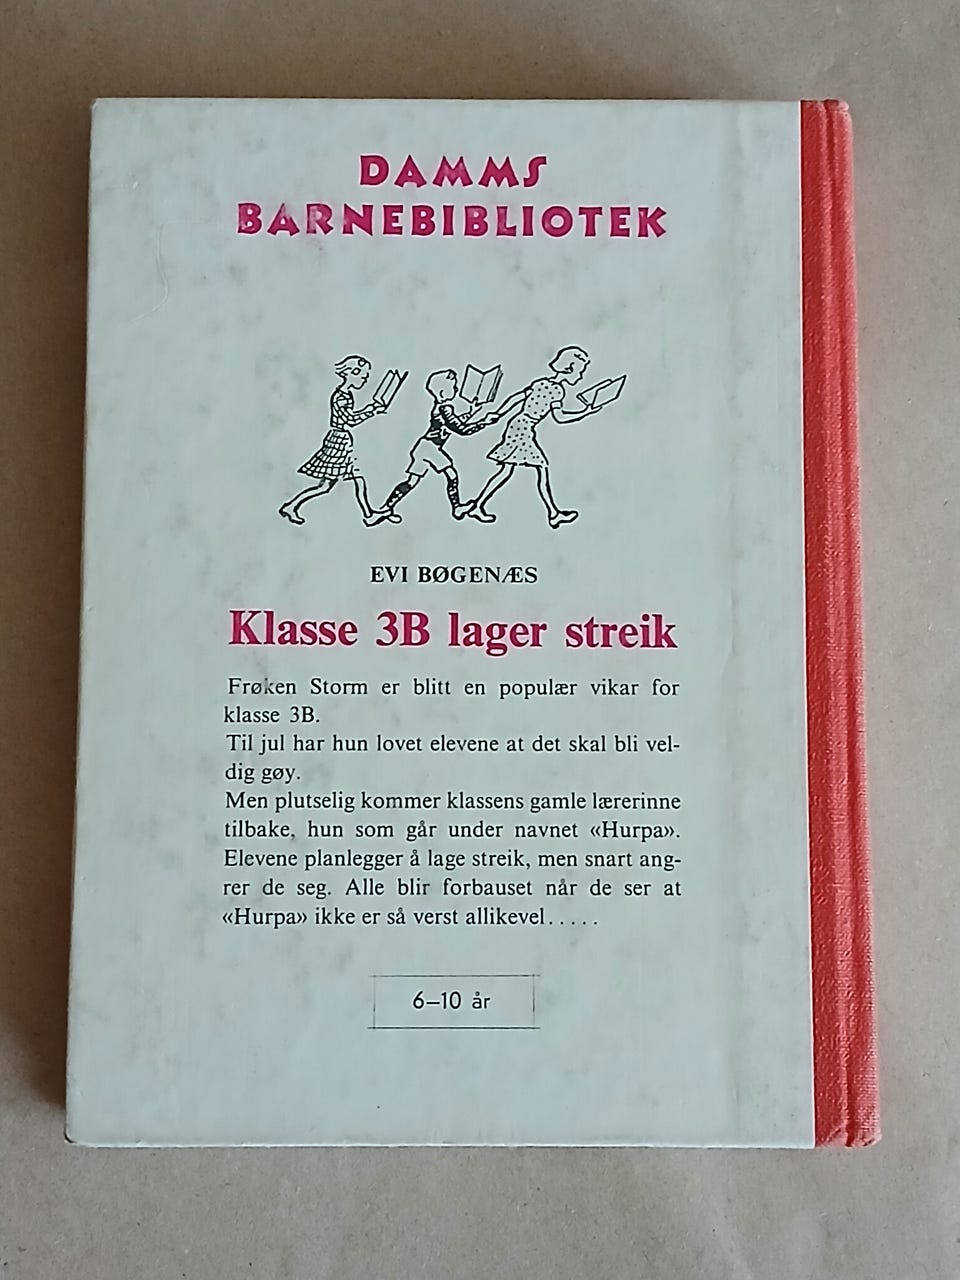 DAMMS
BARNEBIBLIOTEK
EVI BØGENÆS
Klasse 3B lager streik
Frøken Storm er blitt en populær vikar for
klasse 3B.
Til jul har hun lovet elevene at det skal bli vel-
dig gøy.
Men plutselig kommer klassens gamle lærerinne
tilbake, hun som går under navnet «Hurpa».
Elevene planlegger å lage streik, men snart ang-
rer de seg. Alle blir forbauset når de ser at
«Hurpa» ikke er så verst allikevel.....
6–10 år